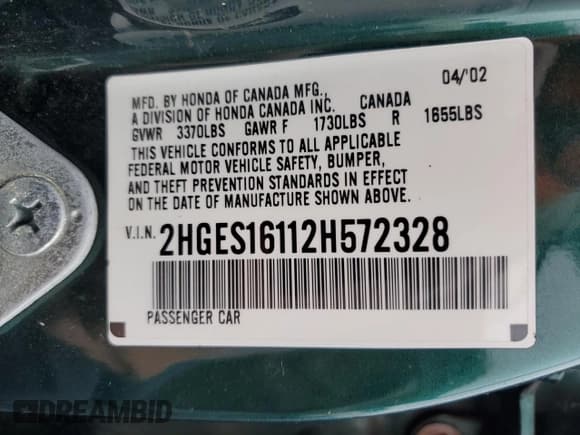 MFD. BY HONDA OF CANADA MFG., 04/'02
A DIVISION OF HONDA CANADA INC. CANADA
GVWR 3370LBS GAWR F 1730LBS R 1655LBS
THIS VEHICLE CONFORMS TO ALL APPLICABLE
FEDERAL MOTOR VEHICLE SAFETY, BUMPER,
AND THEFT PREVENTION STANDARDS IN EFFECT
ON THE DATE OF MANUFACTURE SHOWN ABOVE.
V.I.N. 2HGES16112H572328
PASSENGER CAR
DREAMBID